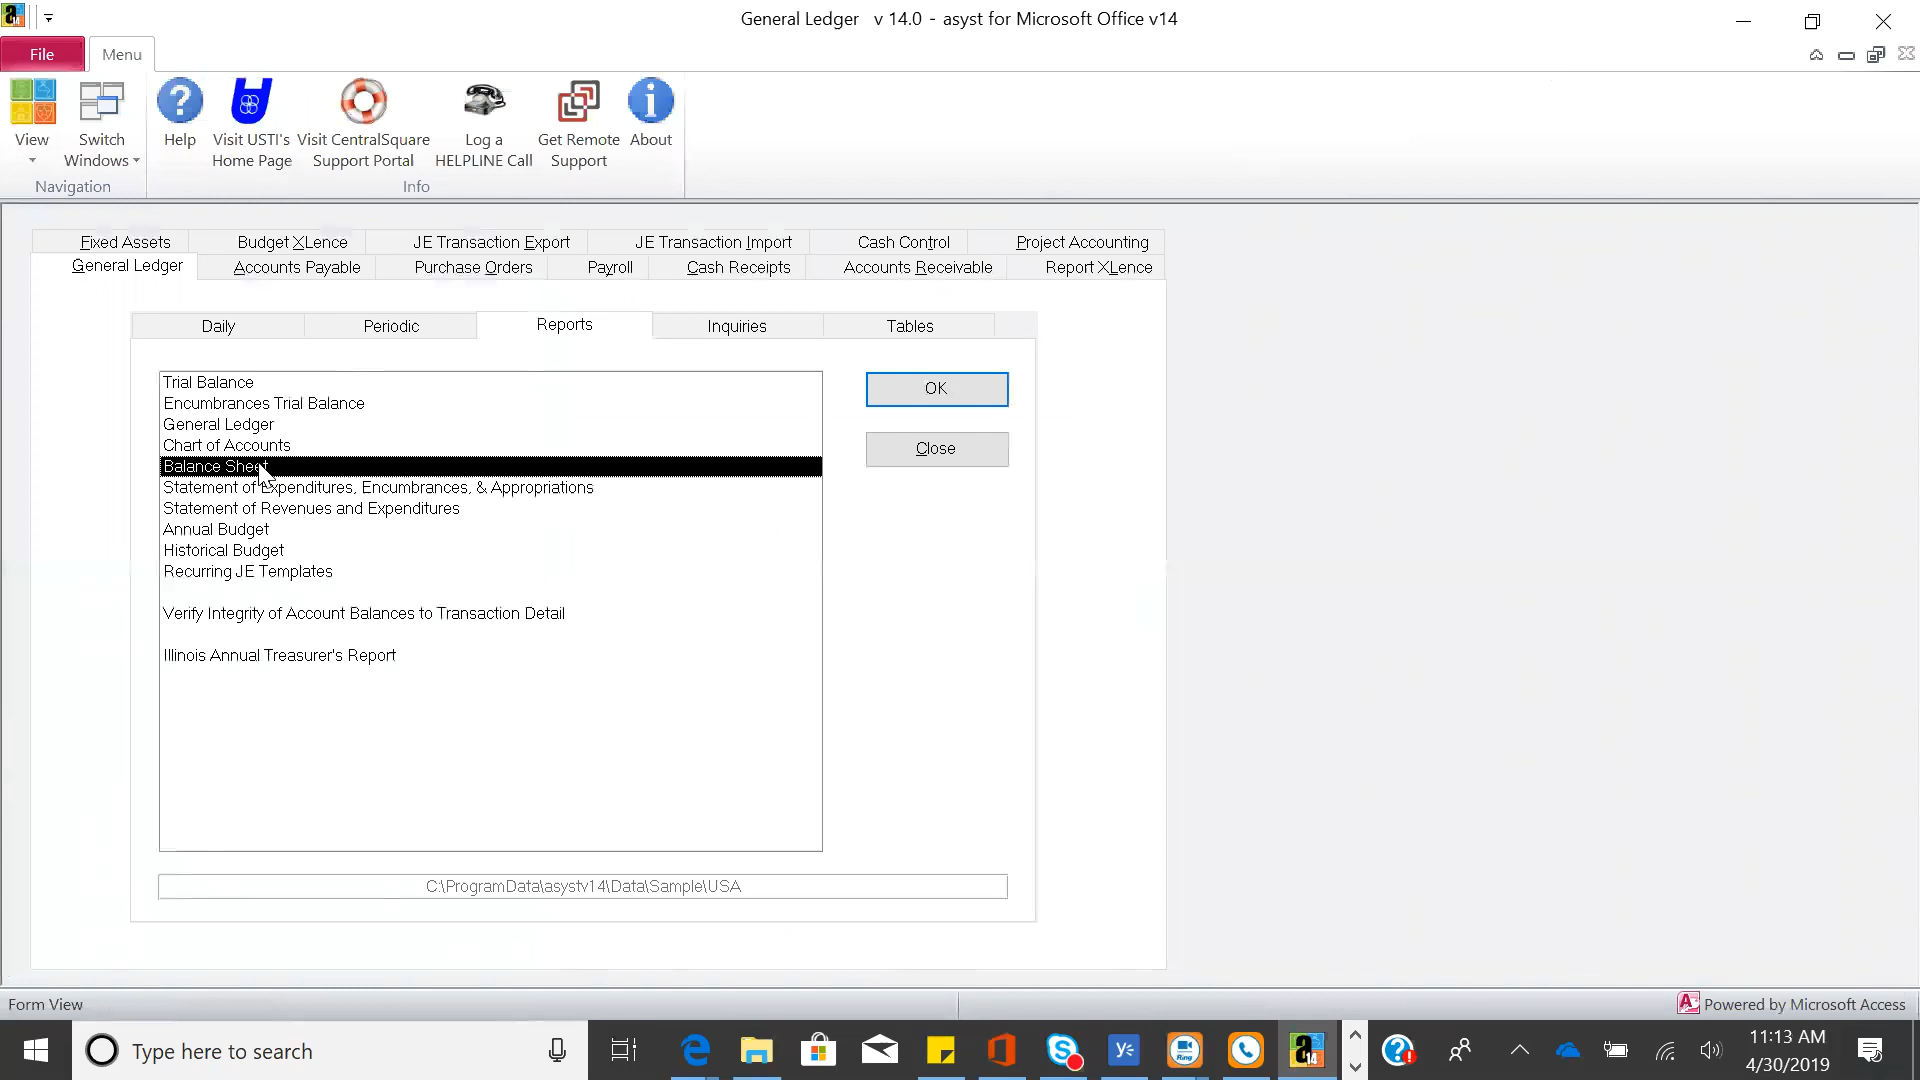 General Ledger v 14.0 - asyst for Microsoft Office v14
File
Menu
View
Switch Windows
Help
Visit USTI's Home Page
Visit CentralSquare Support Portal
Log a HELPLINE Call
Get Remote Support
About
Navigation
Info
Fixed Assets
Budget XLence
JE Transaction Export
JE Transaction Import
Cash Control
Project Accounting
General Ledger
Accounts Payable
Purchase Orders
Payroll
Cash Receipts
Accounts Receivable
Report XLence
Daily
Periodic
Reports
Inquiries
Tables
Trial Balance
Encumbrances Trial Balance
General Ledger
Chart of Accounts
Balance Sheet
Statement of Expenditures, Encumbrances, & Appropriations
Statement of Revenues and Expenditures
Annual Budget
Historical Budget
Recurring JE Templates
Verify Integrity of Account Balances to Transaction Detail
Illinois Annual Treasurer's Report
OK
Close
C:\ProgramData\asystv14\Data\Sample\USA
Form View
Powered by Microsoft Access
Type here to search
11:13 AM
4/30/2019